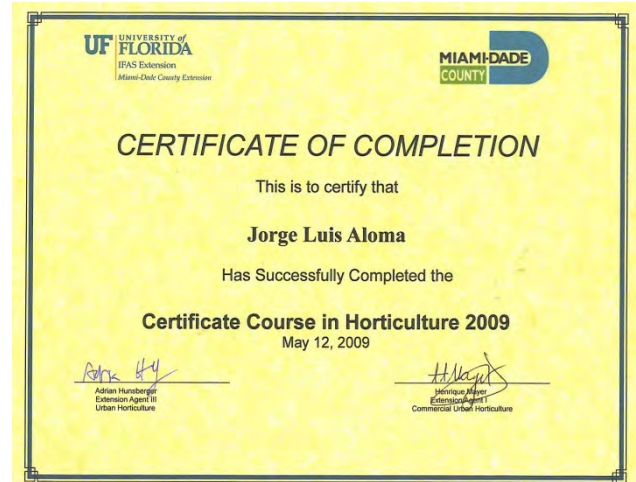 UF UNIVERSITY of
FLORIDA
IFAS Extension
Miami-Dade County Extension
MIAMI-DADE
COUNTY
CERTIFICATE OF COMPLETION
This is to certify that
Jorge Luis Aloma
Has Successfully Completed the
Certificate Course in Horticulture 2009
May 12, 2009
Adrian Hunsberger
Extension Agent III
Urban Horticulture
Henrique Mayer
Extension Agent I
Commercial Urban Horticulture